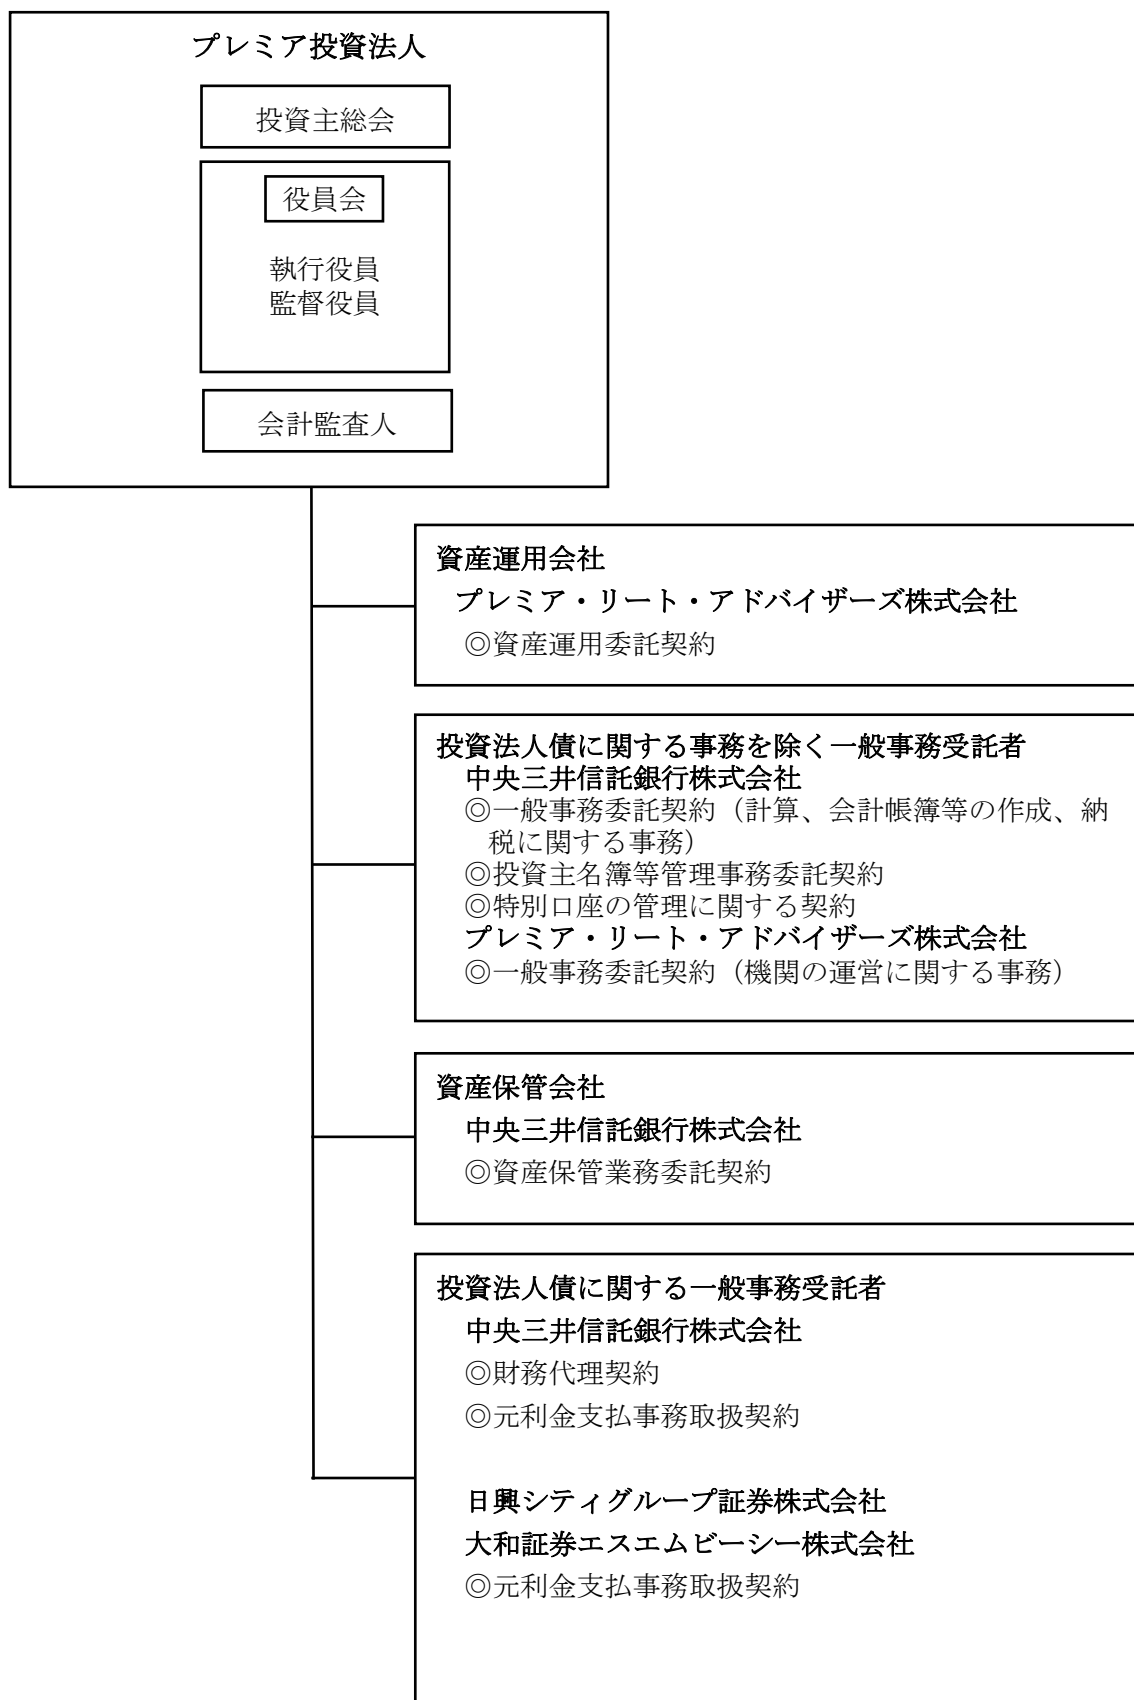 プレミア投資法人
投資主総会
役員会
執行役員
監督役員
会計監査人
資産運用会社
プレミア・リート・アドバイザーズ株式会社
◎資産運用委託契約
投資法人債に関する事務を除く一般事務受託者
中央三井信託銀行株式会社
◎一般事務委託契約（計算、会計帳簿等の作成、納
税に関する事務）
◎投資主名簿等管理事務委託契約
◎特別口座の管理に関する契約
プレミア・リート・アドバイザーズ株式会社
◎一般事務委託契約（機関の運営に関する事務）
資産保管会社
中央三井信託銀行株式会社
◎資産保管業務委託契約
投資法人債に関する一般事務受託者
中央三井信託銀行株式会社
◎財務代理契約
◎元利金支払事務取扱契約
日興シティグループ証券株式会社
大和証券エスエムビーシー株式会社
◎元利金支払事務取扱契約